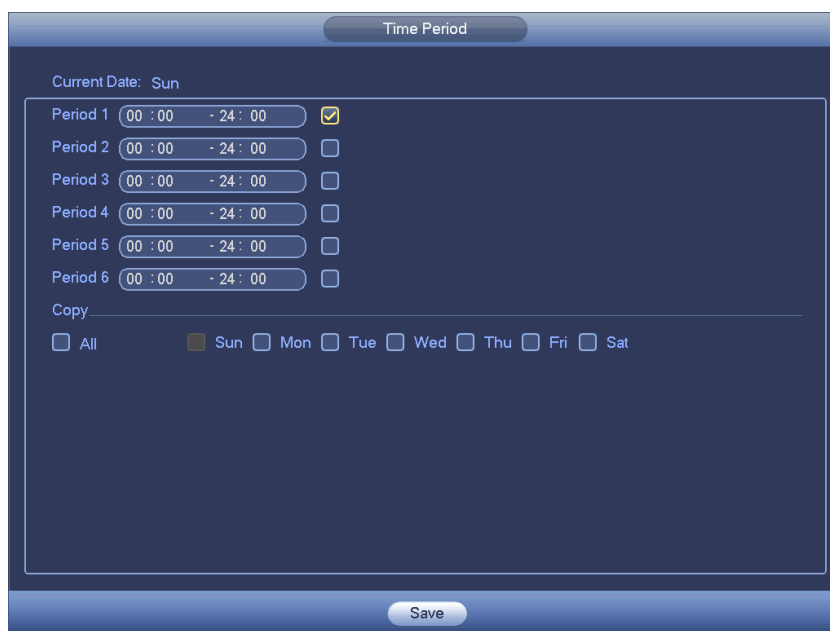 Time Period
Current Date: Sun
Period 1 00 :00 - 24 : 00
Period 2 00 :00 - 24 : 00
Period 3 00 :00 - 24 : 00
Period 4 00 :00 - 24 : 00
Period 5 00 :00 - 24 : 00
Period 6 00 :00 - 24 : 00
Copy
All Sun Mon Tue Wed Thu Fri Sat
Save